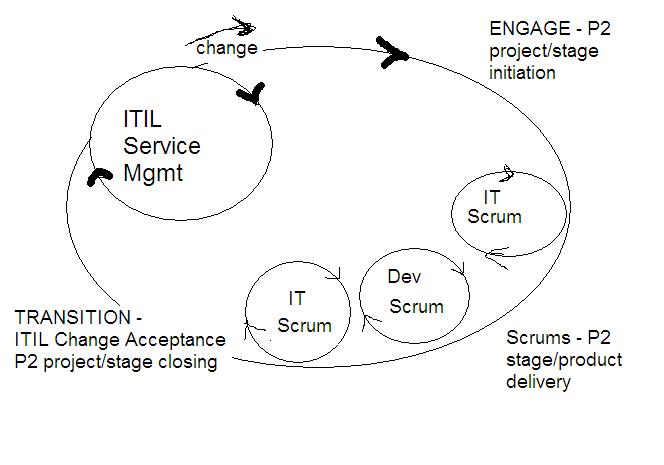 change
ENGAGE - P2
project/stage
initiation
ITIL
Service
Mgmt
IT
Scrum
Dev
Scrum
IT
Scrum
TRANSITION -
ITIL Change Acceptance
P2 project/stage closing
Scrums - P2
stage/product
delivery